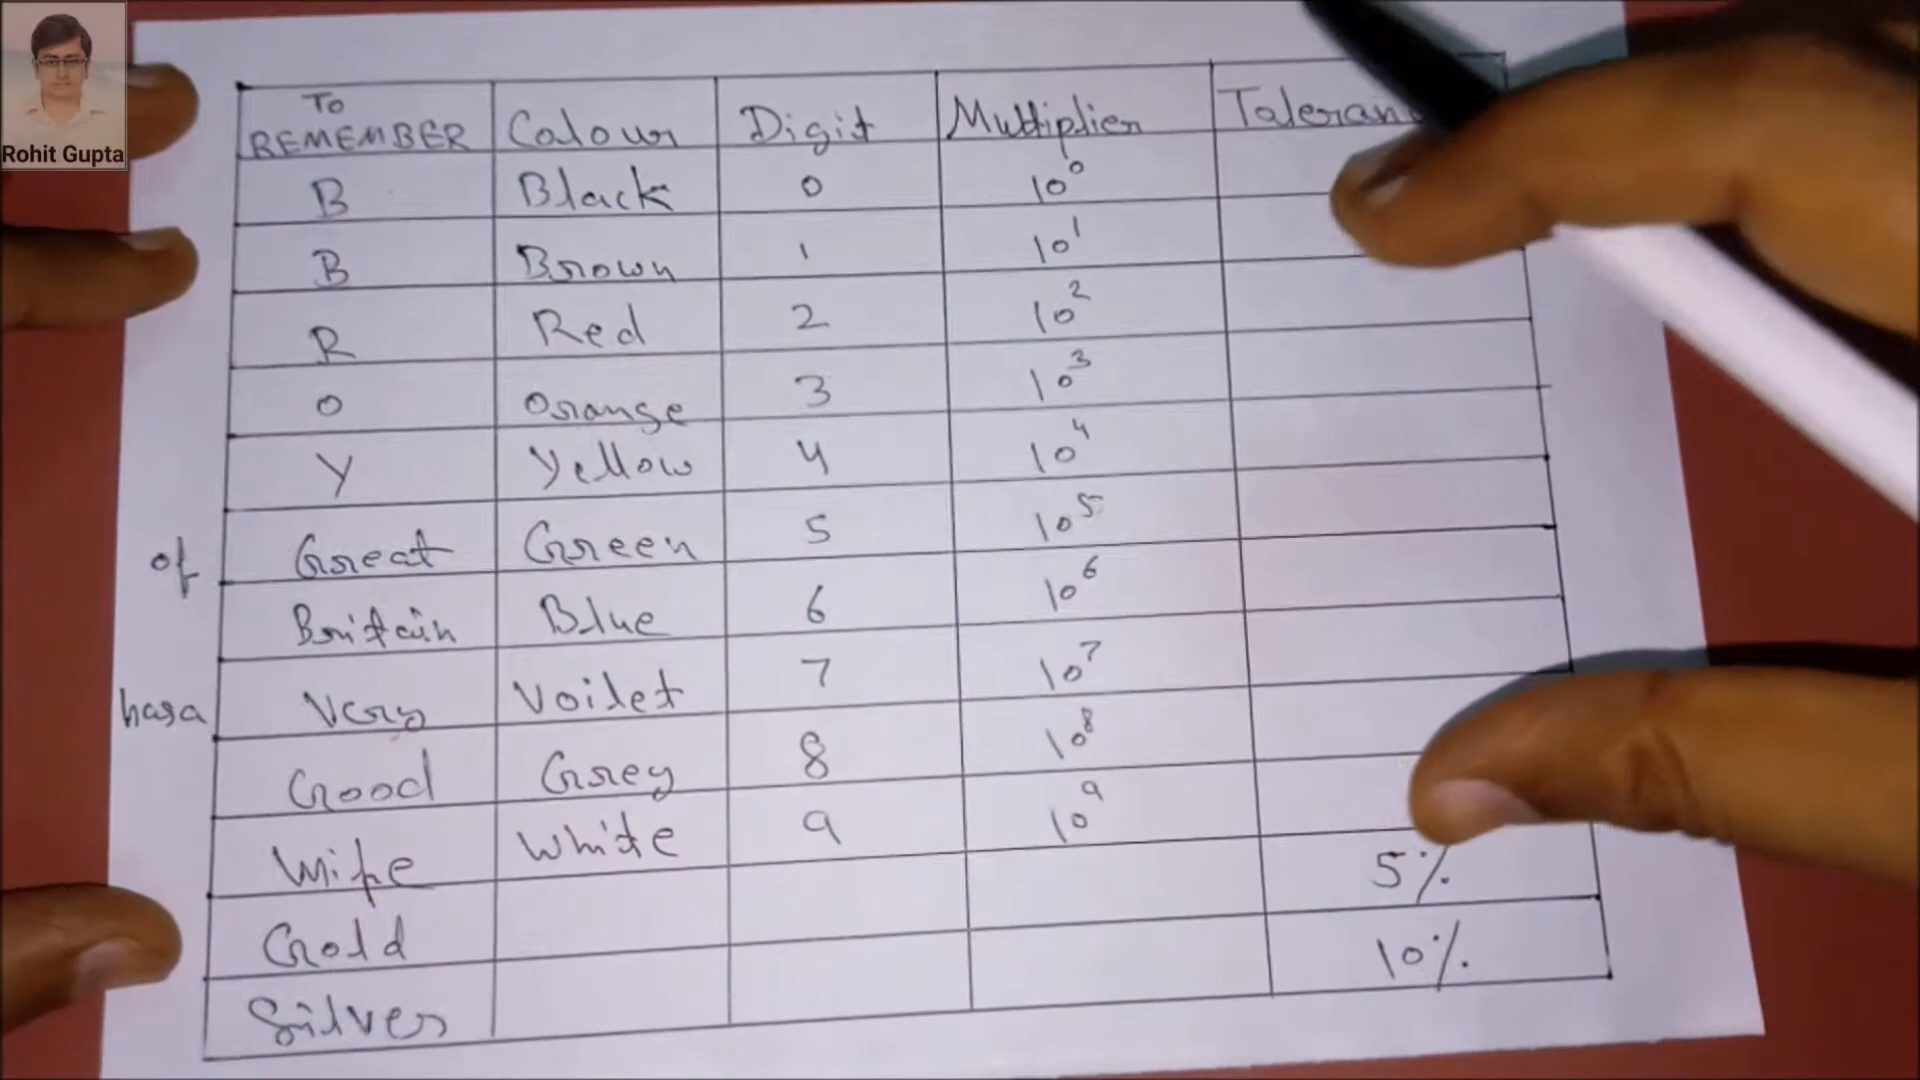 Rohit Gupta
TO REMEMBER Colour Digit Multiplier Toleran
B Black 0 10⁰
B Brown 1 10¹
R Red 2 10²
O Orange 3 10³
Y Yellow 4 10⁴
of Great Green 5 10⁵
Britain Blue 6 10⁶
has a Very Voilet 7 10⁷
Good Grey 8 10⁸
Wife White 9 10⁹
Gold 5%
Silver 10%